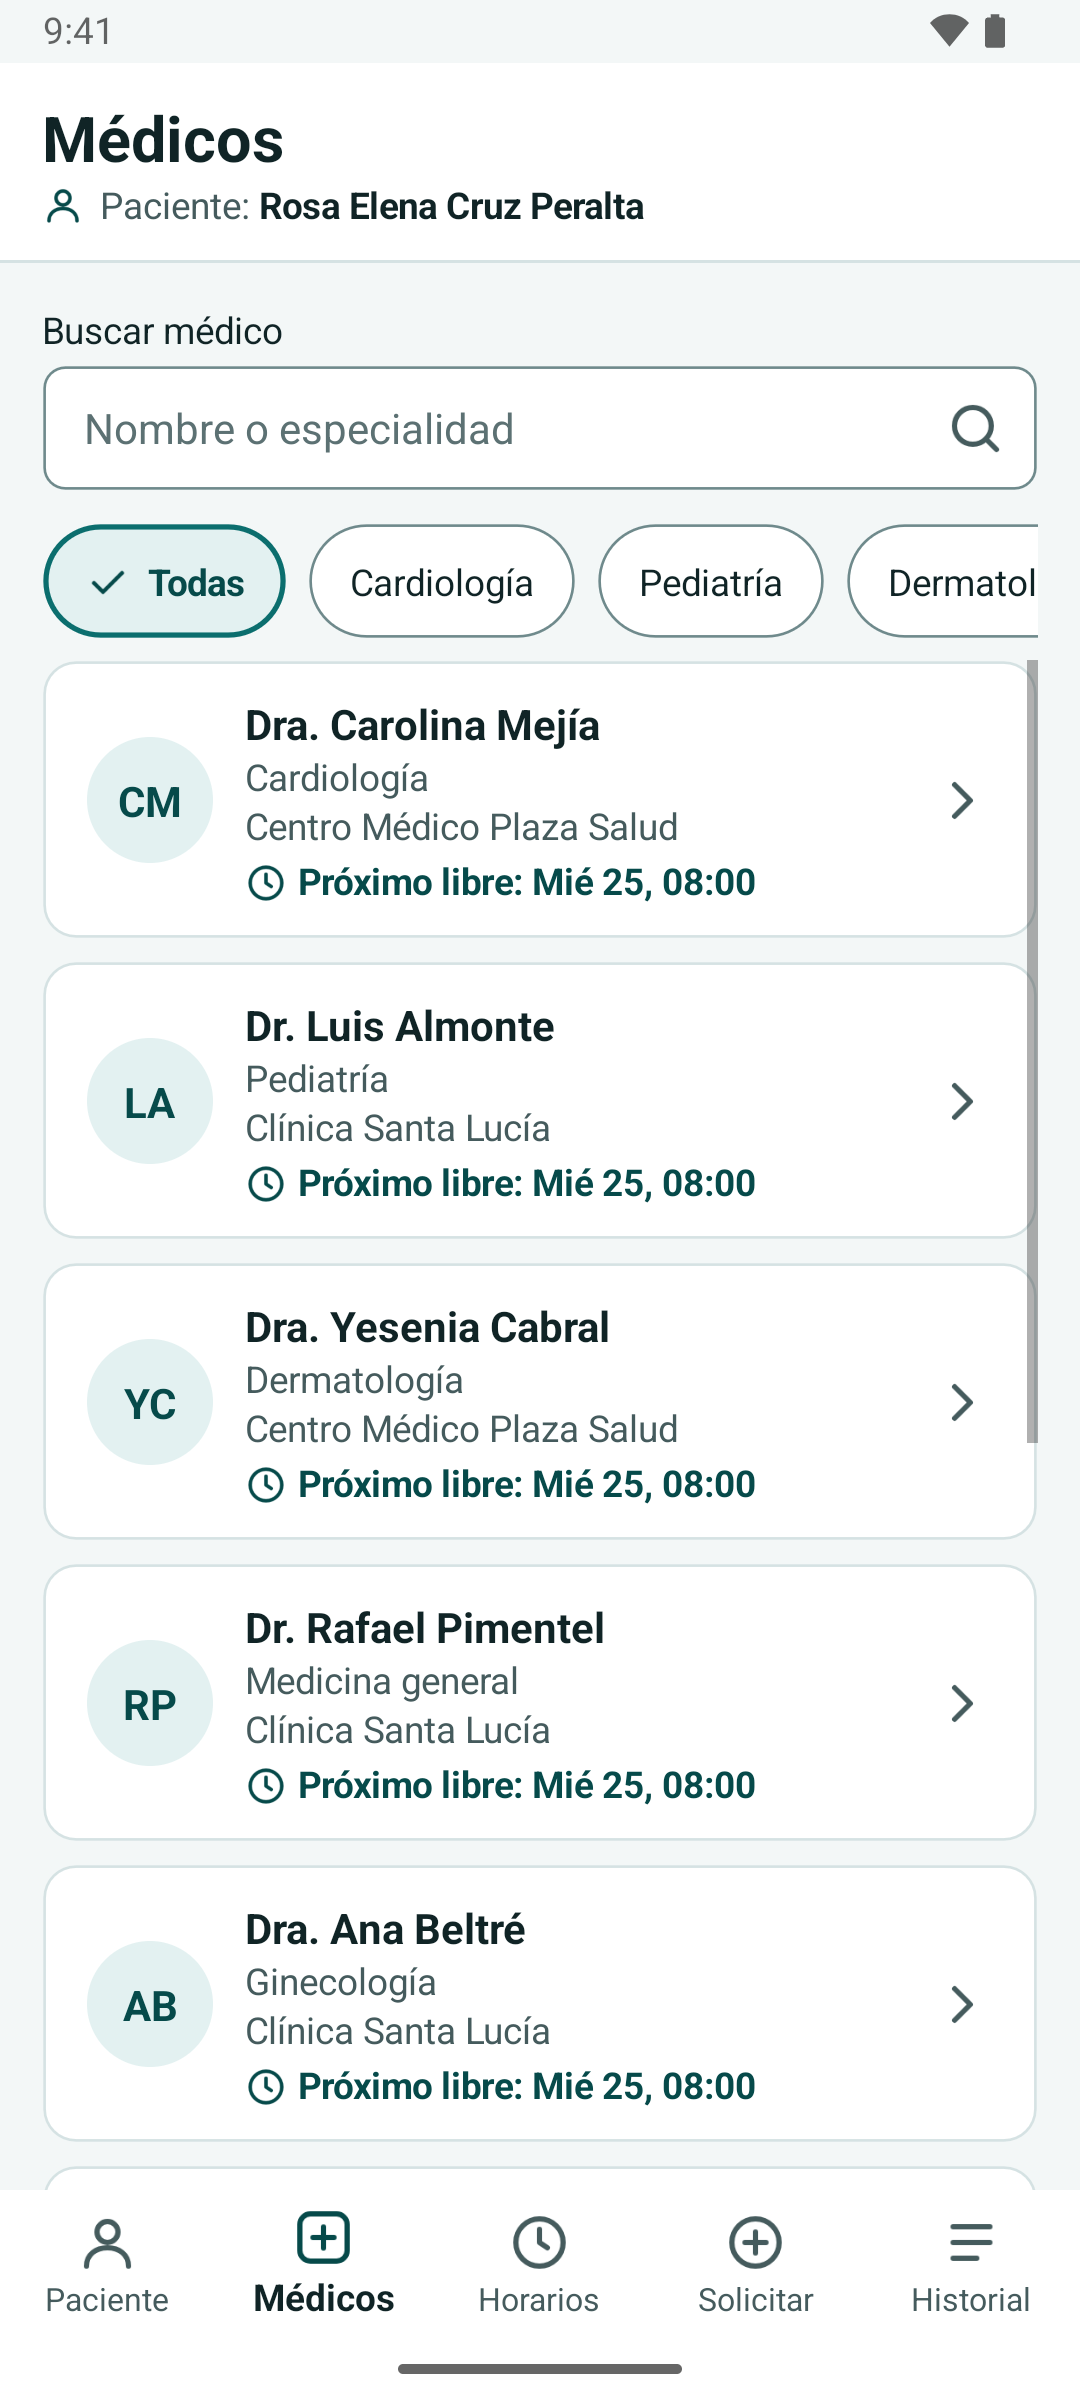 9:41
Médicos
Paciente: Rosa Elena Cruz Peralta
Buscar médico
Nombre o especialidad
Todas
Cardiología
Pediatría
Dermatol
CM
Dra. Carolina Mejía
Cardiología
Centro Médico Plaza Salud
Próximo libre: Mié 25, 08:00
LA
Dr. Luis Almonte
Pediatría
Clínica Santa Lucía
Próximo libre: Mié 25, 08:00
YC
Dra. Yesenia Cabral
Dermatología
Centro Médico Plaza Salud
Próximo libre: Mié 25, 08:00
RP
Dr. Rafael Pimentel
Medicina general
Clínica Santa Lucía
Próximo libre: Mié 25, 08:00
AB
Dra. Ana Beltré
Ginecología
Clínica Santa Lucía
Próximo libre: Mié 25, 08:00
Paciente
Médicos
Horarios
Solicitar
Historial